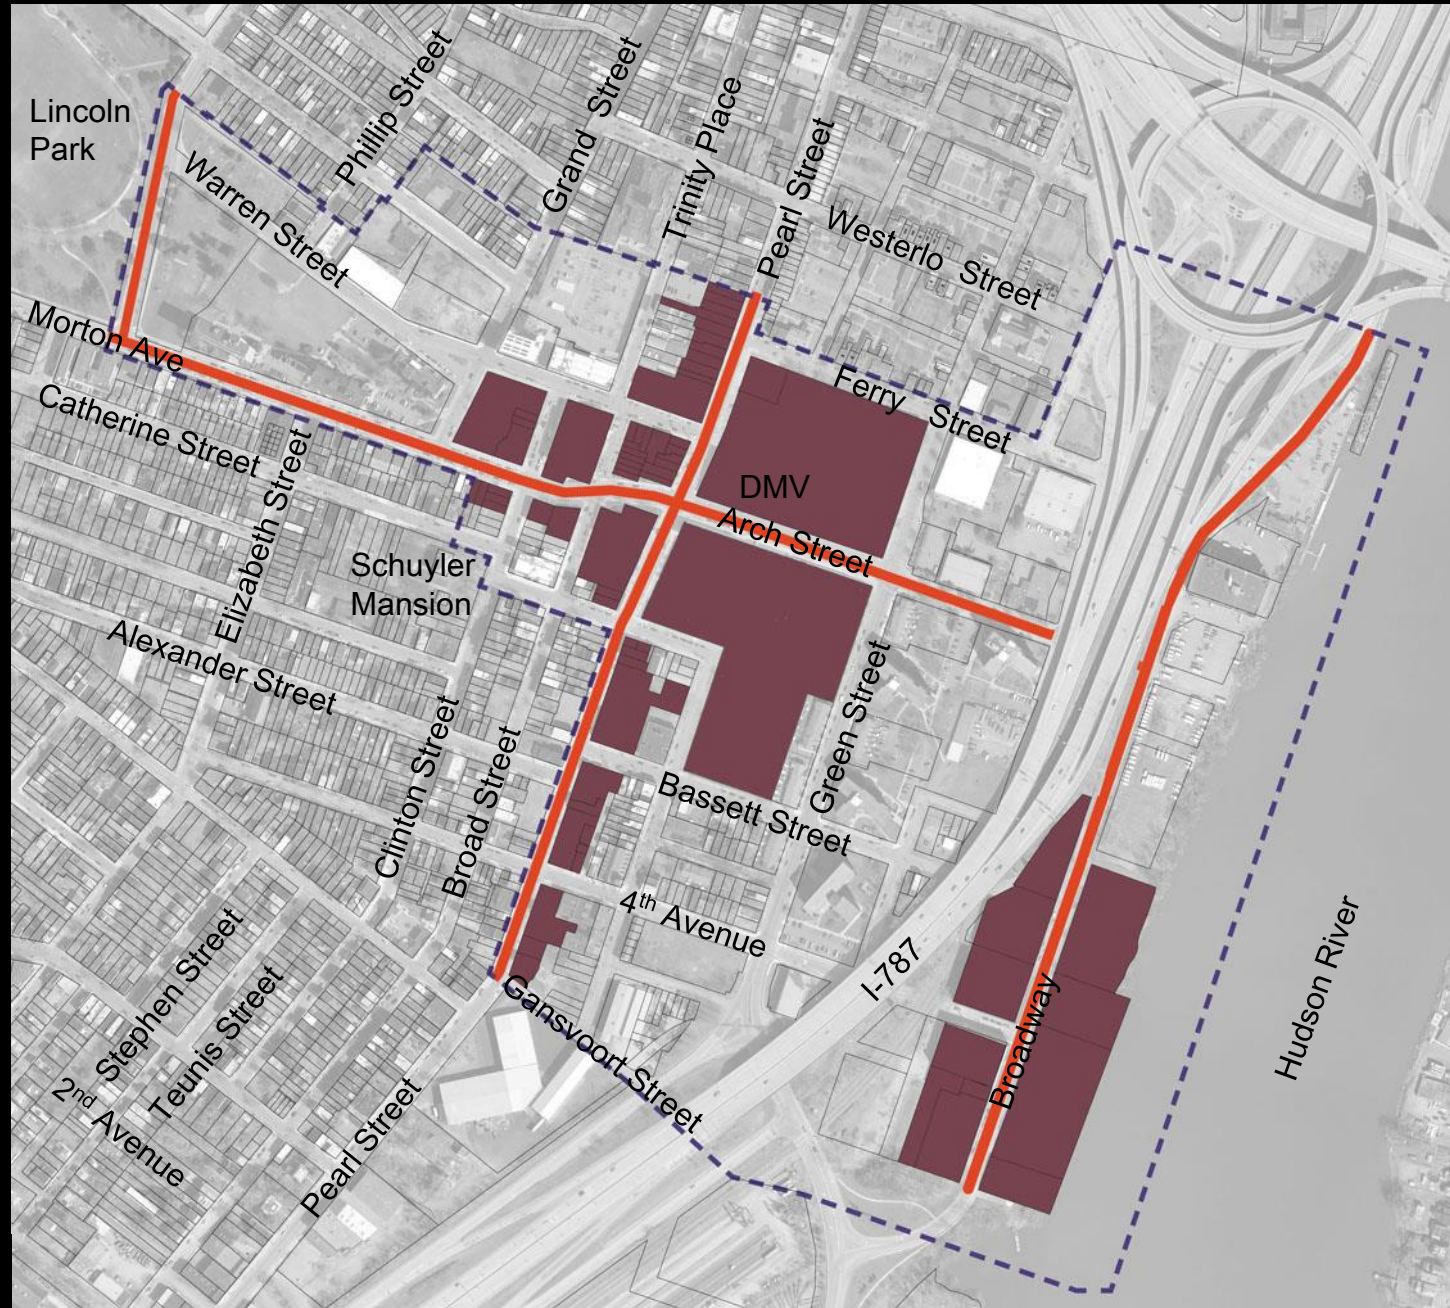 Lincoln
Park
Phillip Street
Grand Street
Trinity Place
Pearl Street
Warren Street
Westerlo Street
Morton Ave
Catherine Street
Elizabeth Street
Ferry Street
DMV
Arch Street
Schuyler
Mansion
Alexander Street
Clinton Street
Broad Street
Green Street
Bassett Street
4th Avenue
I-787
Stephen Street
Teunis Street
2nd Avenue
Pearl Street
Gansvoort Street
Broadway
Hudson River